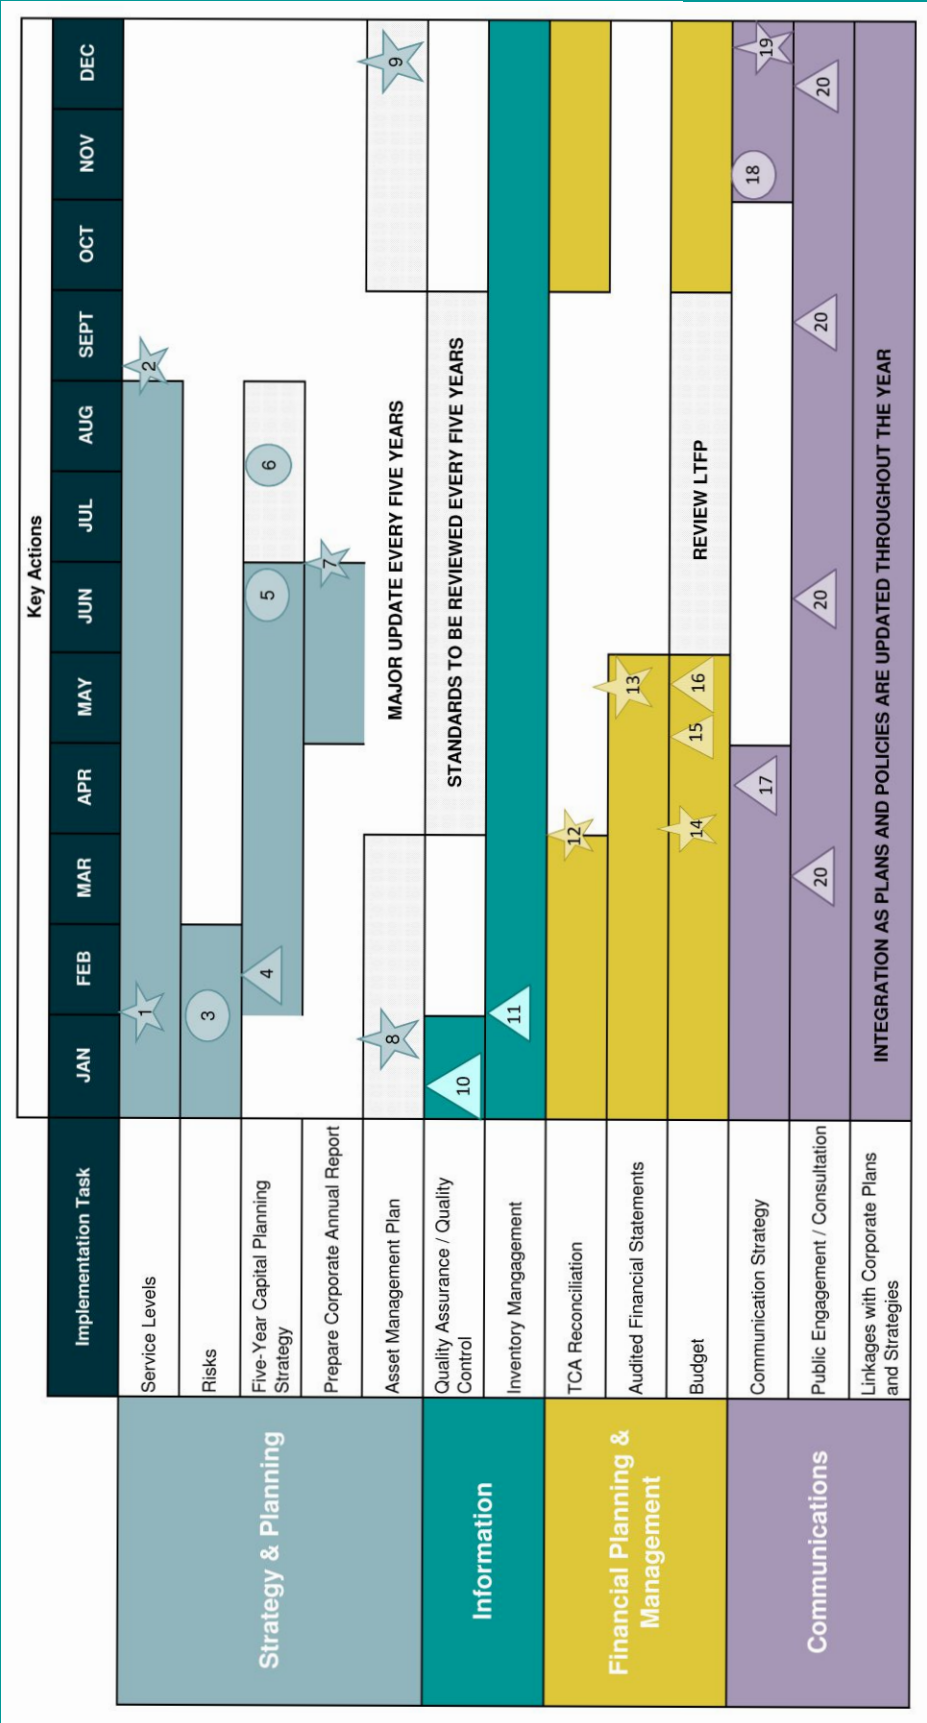 Key Actions
Implementation Task
JAN
FEB
MAR
APR
MAY
JUN
JUL
AUG
SEPT
OCT
NOV
DEC
Strategy & Planning
Service Levels
1
2
Risks
3
Five-Year Capital Planning
Strategy
4
5
6
Prepare Corporate Annual Report
7
Asset Management Plan
8
MAJOR UPDATE EVERY FIVE YEARS
9
Information
Quality Assurance / Quality
Control
10
STANDARDS TO BE REVIEWED EVERY FIVE YEARS
Inventory Mangagement
11
Financial Planning &
Management
TCA Reconciliation
12
Audited Financial Statements
13
Budget
14
15
16
REVIEW LTFP
Communications
Communication Strategy
17
18
19
Public Engagement / Consultation
20
20
20
20
Linkages with Corporate Plans
and Strategies
INTEGRATION AS PLANS AND POLICIES ARE UPDATED THROUGHOUT THE YEAR